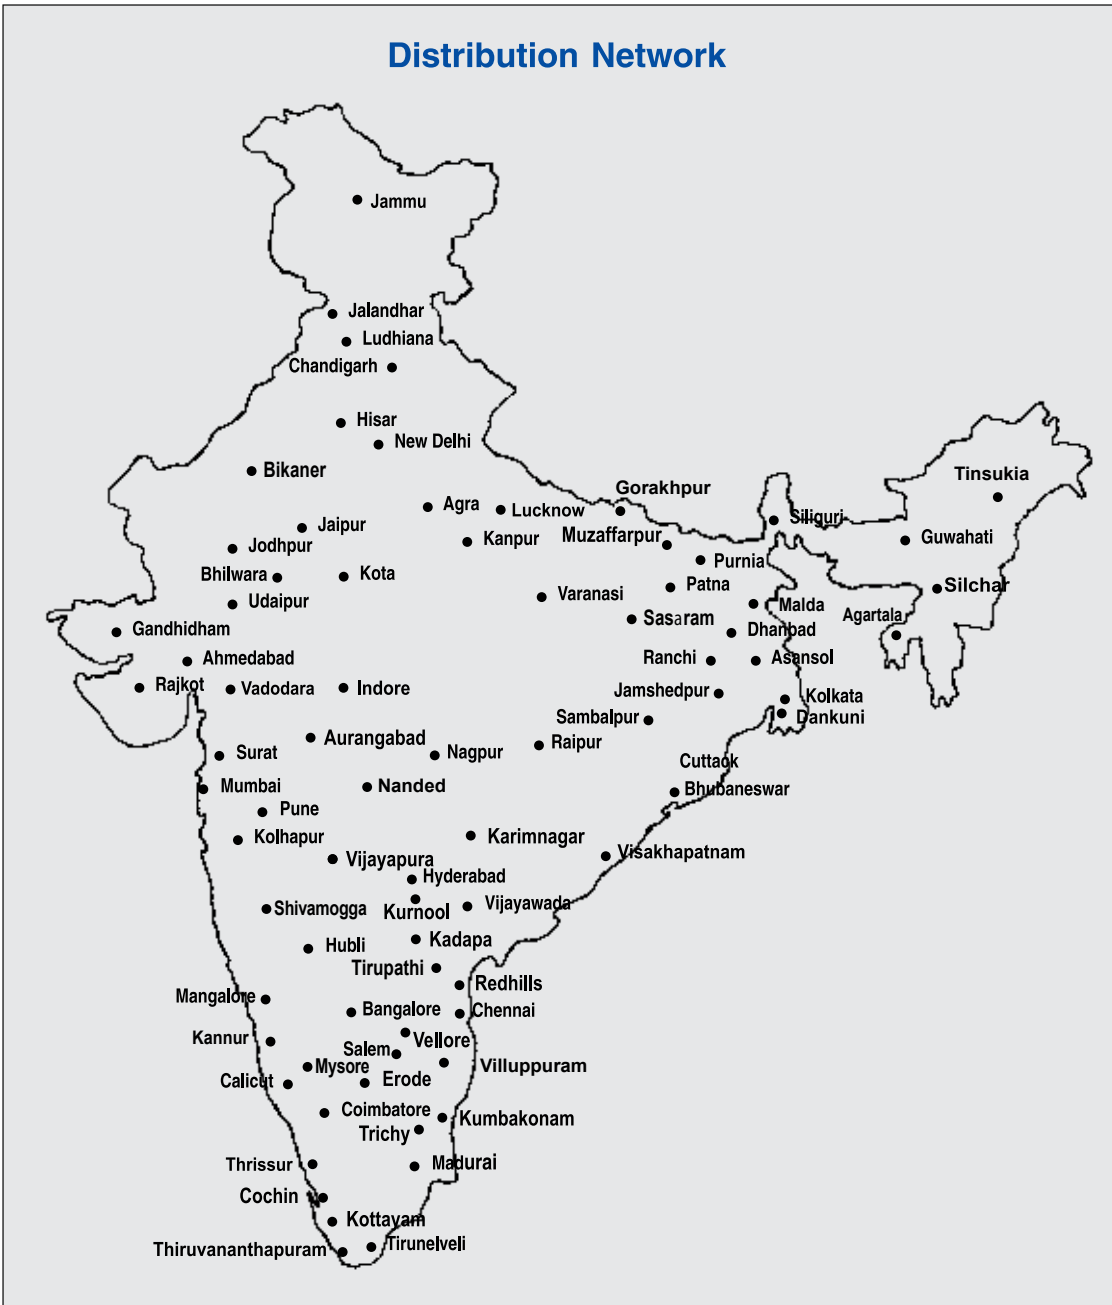 Distribution Network
Jammu
Jalandhar
Ludhiana
Chandigarh
Hisar
New Delhi
Bikaner
Tinsukia
Gorakhpur
Agra
Lucknow
Siliguri
Jaipur
Muzaffarpur
Kanpur
Guwahati
Jodhpur
Purnia
Bhilwara
Kota
Patna
Silchar
Varanasi
Udaipur
Malda
Agartala
Sasaram
Gandhidham
Dhanbad
Ahmedabad
Ranchi
Asansol
Rajkot
Vadodara
Indore
Jamshedpur
Kolkata
Sambalpur
Dankuni
Aurangabad
Raipur
Surat
Nagpur
Cuttack
Mumbai
Nanded
Bhubaneswar
Pune
Kolhapur
Karimnagar
Visakhapatnam
Vijayapura
Hyderabad
Vijayawada
Shivamogga
Kurnool
Hubli
Kadapa
Tirupathi
Redhills
Mangalore
Bangalore
Chennai
Kannur
Vellore
Salem
Mysore
Villuppuram
Calicut
Erode
Coimbatore
Kumbakonam
Trichy
Thrissur
Madurai
Cochin
Kottayam
Thiruvananthapuram
Tirunelveli